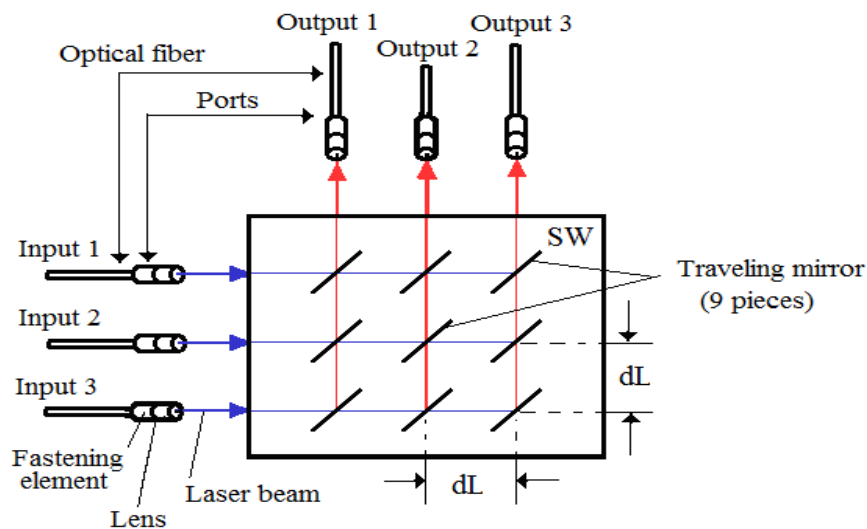 Output 1
Output 2
Output 3
Optical fiber
Ports
SW
Input 1
Traveling mirror
(9 pieces)
Input 2
Input 3
dL
Fastening
element
Laser beam
dL
Lens